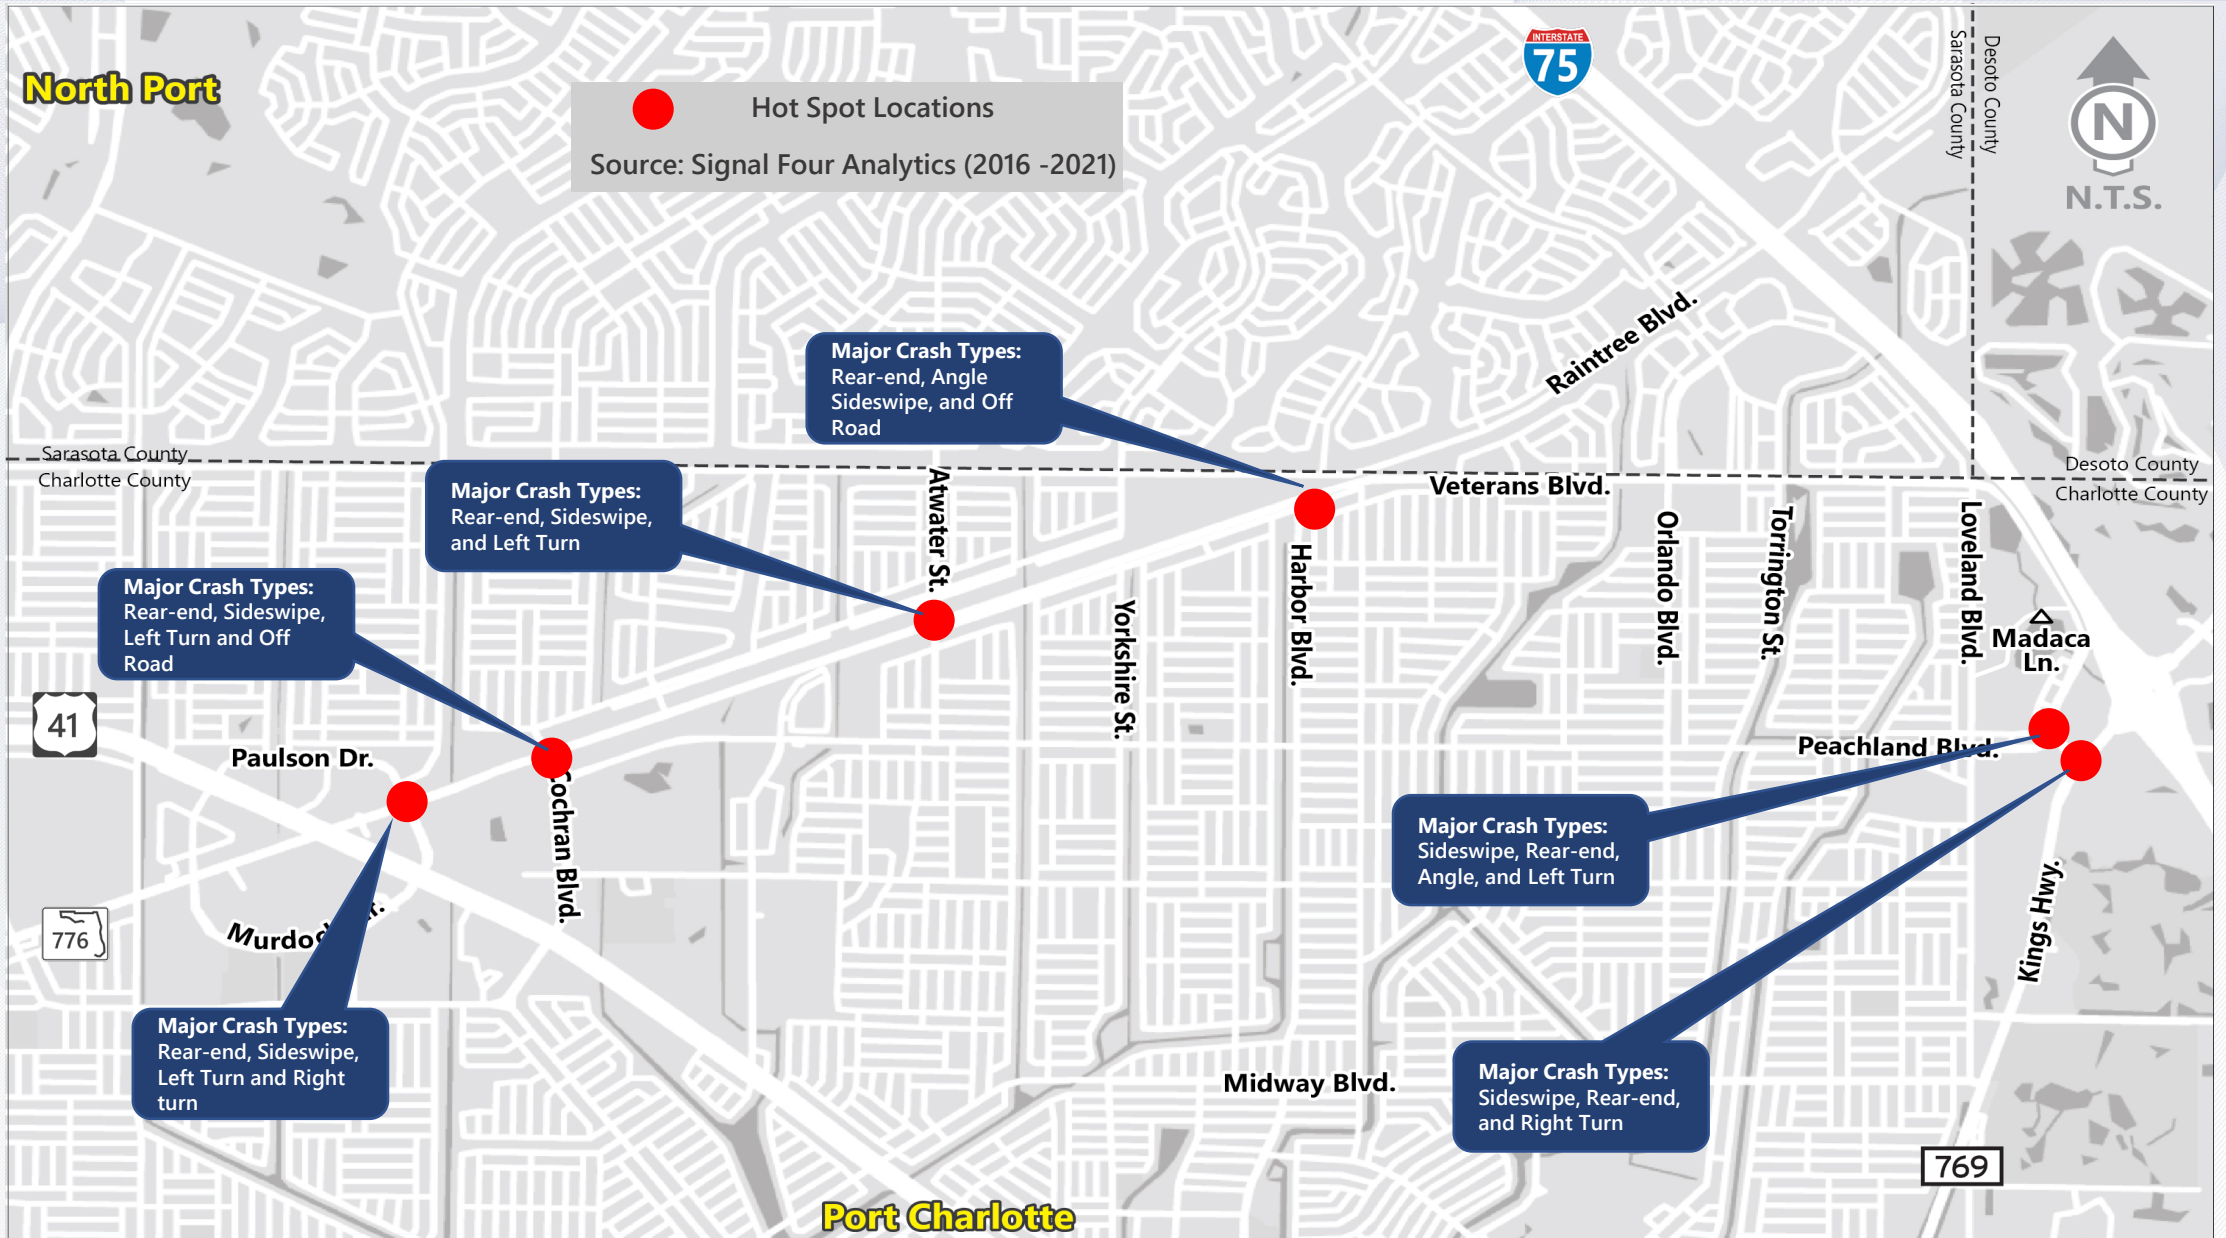 North Port
Hot Spot Locations
Source: Signal Four Analytics (2016 -2021)
INTERSTATE
75
Sarasota County
Desoto County
N
N.T.S.
Raintree Blvd.
Major Crash Types:
Rear-end, Angle
Sideswipe, and Off
Road
Sarasota County
Charlotte County
Desoto County
Charlotte County
Veterans Blvd.
Major Crash Types:
Rear-end, Sideswipe,
and Left Turn
Atwater St.
Yorkshire St.
Harbor Blvd.
Orlando Blvd.
Torrington St.
Loveland Blvd.
Madaca
Ln.
Major Crash Types:
Rear-end, Sideswipe,
Left Turn and Off
Road
41
Paulson Dr.
Cochran Blvd.
Peachland Blvd.
Major Crash Types:
Sideswipe, Rear-end,
Angle, and Left Turn
776
Kings Hwy.
Major Crash Types:
Rear-end, Sideswipe,
Left Turn and Right
turn
Midway Blvd.
Major Crash Types:
Sideswipe, Rear-end,
and Right Turn
769
Port Charlotte